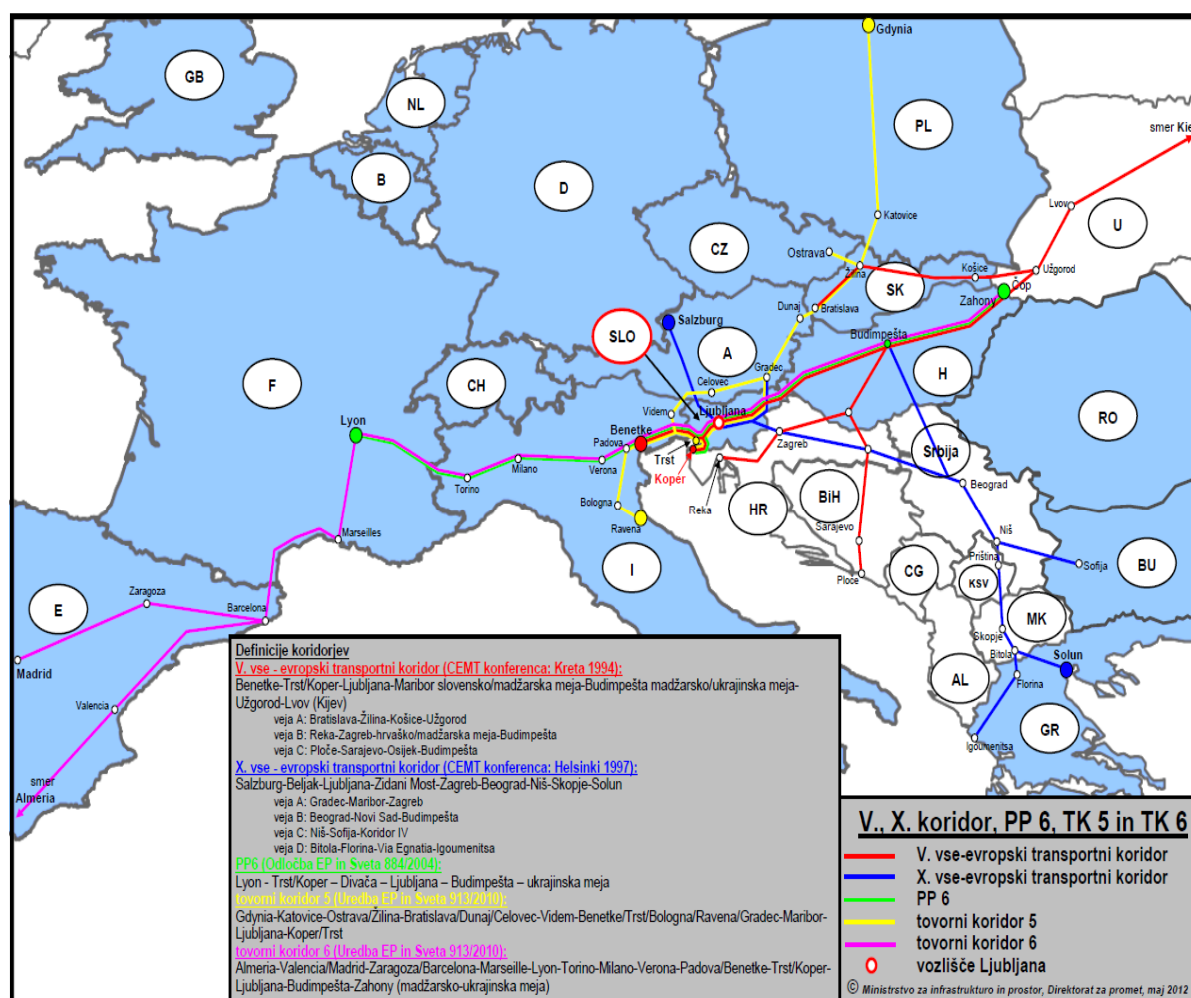 Gdynia
GB
NL
PL
smer Kie
B
D
Lvov
U
Katovice
CZ
Ostrava
Žilina
Košice
Užgorod
SK
Čop
Zahony
Dunaj
Bratislava
Salzburg
SLO
A
Budimpešta
Gradec
H
F
CH
Celovec
RO
Videm
Ljubljana
Lyon
Benetke
Padova
Zagreb
Srbija
Milano
Verona
Trst
Koper
Torino
Beograd
Bologna
Reka
HR
BiH
Ravena
Sarajevo
Marseilles
Niš
Priština
I
Ploče
CG
KSV
Sofija
BU
E
Zaragoza
Barcelona
MK
Skopje
Bitola
Solun
Madrid
AL
Florina
Valencia
GR
Igoumenitsa
smer
Almeria
Definicije koridorjev
V. vse - evropski transportni koridor (CEMT konferenca: Kreta 1994):
Benetke-Trst/Koper-Ljubljana-Maribor slovensko/madžarska meja-Budimpešta madžarsko/ukrajinska meja-
Užgorod-Lvov (Kijev)
veja A: Bratislava-Žilina-Košice-Užgorod
veja B: Reka-Zagreb-hrvaško/madžarska meja-Budimpešta
veja C: Ploče-Sarajevo-Osijek-Budimpešta
X. vse - evropski transportni koridor (CEMT konferenca: Helsinki 1997):
Salzburg-Beljak-Ljubljana-Zidani Most-Zagreb-Beograd-Niš-Skopje-Solun
veja A: Gradec-Maribor-Zagreb
veja B: Beograd-Novi Sad-Budimpešta
veja C: Niš-Sofija-Koridor IV
veja D: Bitola-Florina-Via Egnatia-Igoumenitsa
PP6 (Odločba EP in Sveta 884/2004):
Lyon - Trst/Koper – Divača – Ljubljana – Budimpešta – ukrajinska meja
tovorni koridor 5 (Uredba EP in Sveta 913/2010):
Gdynia-Katovice-Ostrava/Žilina-Bratislava/Dunaj/Celovec-Videm-Benetke/Trst/Bologna/Ravena/Gradec-Maribor-
Ljubljana-Koper/Trst
tovorni koridor 6 (Uredba EP in Sveta 913/2010):
Almeria-Valencia/Madrid-Zaragoza/Barcelona-Marseille-Lyon-Torino-Milano-Verona-Padova/Benetke-Trst/Koper-
Ljubljana-Budimpešta-Zahony (madžarsko-ukrajinska meja)
V., X. koridor, PP 6, TK 5 in TK 6
V. vse-evropski transportni koridor
X. vse-evropski transportni koridor
PP 6
tovorni koridor 5
tovorni koridor 6
vozlišče Ljubljana
© Ministrstvo za infrastrukturo in prostor, Direktorat za promet, maj 2012